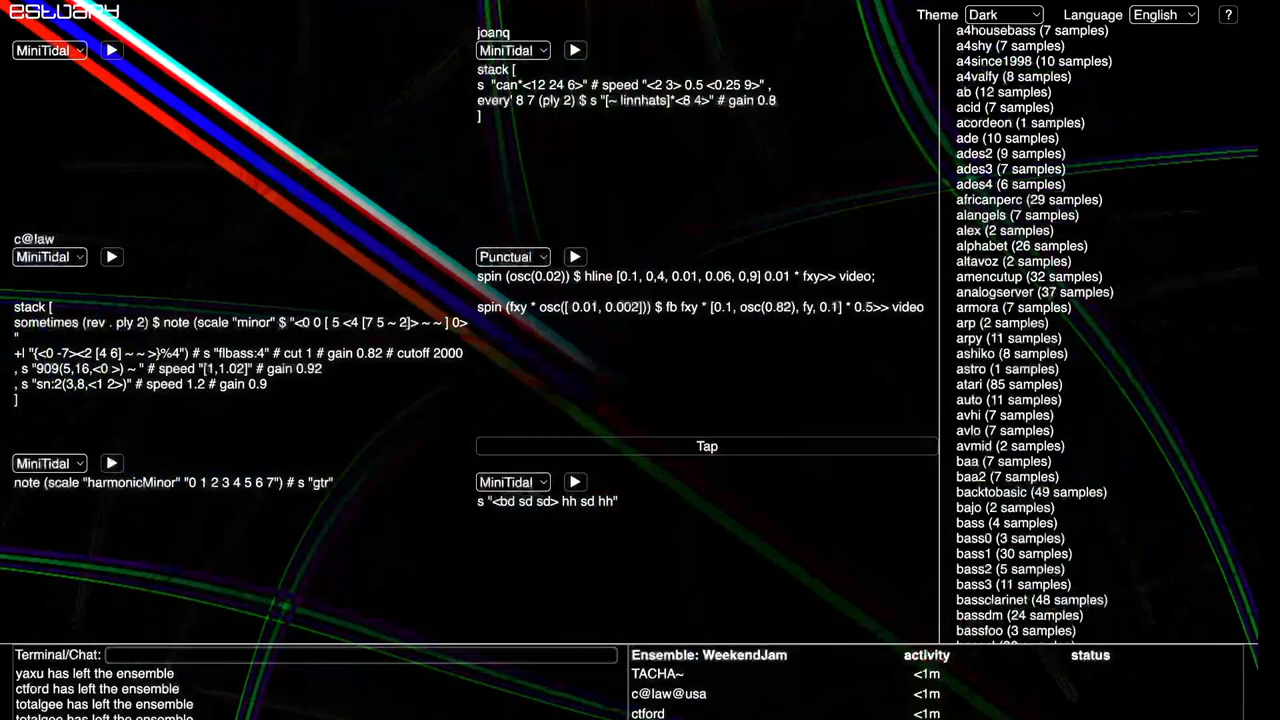 estuary
Theme Dark Language English ?
MiniTidal
joanq
MiniTidal
stack [
s "can*<12 24 6>" # speed "<2 3> 0.5 <0.25 9>" ,
every' 8 7 (ply 2) $ s "[~ linnhats]*<8 4>" # gain 0.8
]
c@law
MiniTidal
stack [
sometimes (rev . ply 2) $ note (scale "minor" $ "<0 0 [ 5 <4 [7 5 ~ 2]> ~ ~ ] 0>
"
+| "{<0 -7><2 [4 6] ~ ~ >}%4") # s "flbass:4" # cut 1 # gain 0.82 # cutoff 2000
, s "909(5,16,<0 >) ~ " # speed "[1,1.02]" # gain 0.92
, s "sn:2(3,8,<1 2>)" # speed 1.2 # gain 0.9
]
Punctual
spin (osc(0.02)) $ hline [0.1, 0,4, 0.01, 0.06, 0,9] 0.01 * fxy>> video;
spin (fxy * osc([ 0.01, 0.002])) $ fb fxy * [0.1, osc(0.82), fy, 0.1] * 0.5>> video
MiniTidal
note (scale "harmonicMinor" "0 1 2 3 4 5 6 7") # s "gtr"
Tap
MiniTidal
s "<bd sd sd> hh sd hh"
a4housebass (7 samples)
a4shy (7 samples)
a4since1998 (10 samples)
a4valfy (8 samples)
ab (12 samples)
acid (7 samples)
acordeon (1 samples)
ade (10 samples)
ades2 (9 samples)
ades3 (7 samples)
ades4 (6 samples)
africanperc (29 samples)
alangels (7 samples)
alex (2 samples)
alphabet (26 samples)
altavoz (2 samples)
amencutup (32 samples)
analogserver (37 samples)
armora (7 samples)
arp (2 samples)
arpy (11 samples)
ashiko (8 samples)
astro (1 samples)
atari (85 samples)
auto (11 samples)
avhi (7 samples)
avlo (7 samples)
avmid (2 samples)
baa (7 samples)
baa2 (7 samples)
backtobasic (49 samples)
bajo (2 samples)
bass (4 samples)
bass0 (3 samples)
bass1 (30 samples)
bass2 (5 samples)
bass3 (11 samples)
bassclarinet (48 samples)
bassdm (24 samples)
bassfoo (3 samples)
Terminal/Chat:
yaxu has left the ensemble
ctford has left the ensemble
totalgee has left the ensemble
totalgee has left the ensemble
Ensemble: WeekendJam activity status
TACHA~ <1m
c@law@usa <1m
ctford <1m